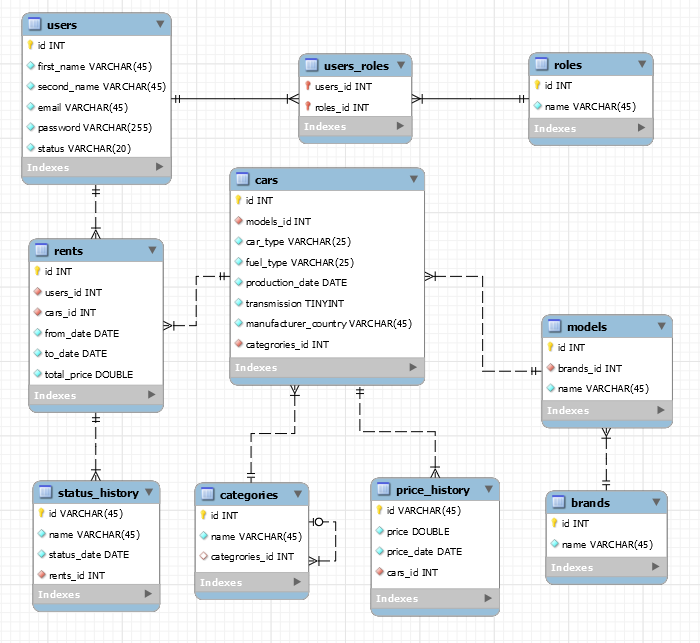 users
id INT
first_name VARCHAR(45)
second_name VARCHAR(45)
email VARCHAR(45)
password VARCHAR(255)
status VARCHAR(20)
Indexes
users_roles
users_id INT
roles_id INT
Indexes
roles
id INT
name VARCHAR(45)
Indexes
cars
id INT
models_id INT
car_type VARCHAR(25)
fuel_type VARCHAR(25)
production_date DATE
transmission TINYINT
manufacturer_country VARCHAR(45)
categrories_id INT
Indexes
rents
id INT
users_id INT
cars_id INT
from_date DATE
to_date DATE
total_price DOUBLE
Indexes
models
id INT
brands_id INT
name VARCHAR(45)
Indexes
status_history
id VARCHAR(45)
name VARCHAR(45)
status_date DATE
rents_id INT
Indexes
categories
id INT
name VARCHAR(45)
categrories_id INT
Indexes
price_history
id VARCHAR(45)
price DOUBLE
price_date DATE
cars_id INT
Indexes
brands
id INT
name VARCHAR(45)
Indexes